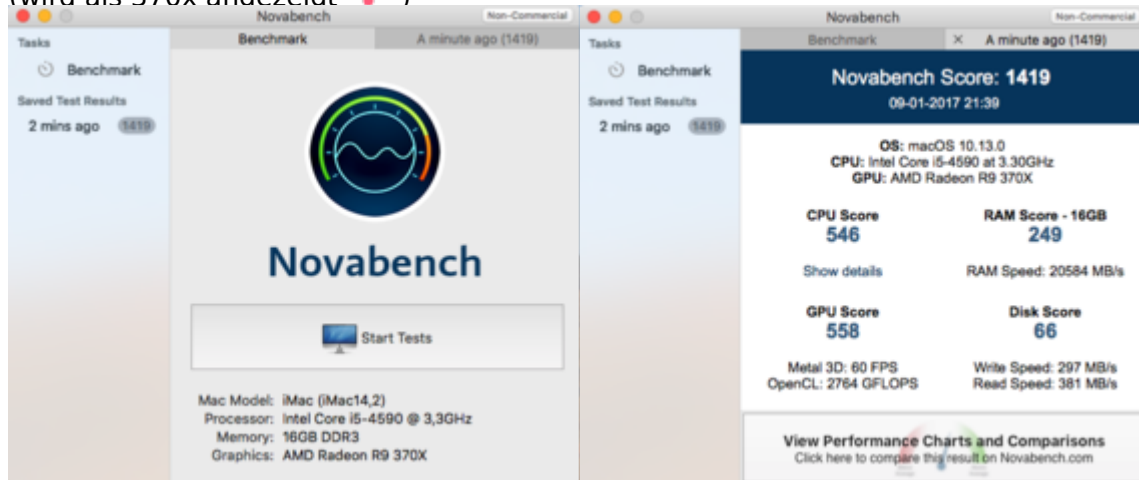 (wird als 370x angezeigt )
Novabench
Non-Commercial
Tasks
Benchmark
Saved Test Results
2 mins ago 1419
Benchmark
A minute ago (1419)
Novabench
Start Tests
Mac Model: iMac (iMac14,2)
Processor: Intel Core i5-4590 @ 3,3GHz
Memory: 16GB DDR3
Graphics: AMD Radeon R9 370X
Novabench
Non-Commercial
Tasks
Benchmark
Saved Test Results
2 mins ago 1419
Benchmark
× A minute ago (1419)
Novabench Score: 1419
09-01-2017 21:39
OS: macOS 10.13.0
CPU: Intel Core i5-4590 at 3.30GHz
GPU: AMD Radeon R9 370X
CPU Score
546
Show details
RAM Score - 16GB
249
RAM Speed: 20584 MB/s
GPU Score
558
Metal 3D: 60 FPS
OpenCL: 2764 GFLOPS
Disk Score
66
Write Speed: 297 MB/s
Read Speed: 381 MB/s
View Performance Charts and Comparisons
Click here to compare this result on Novabench.com